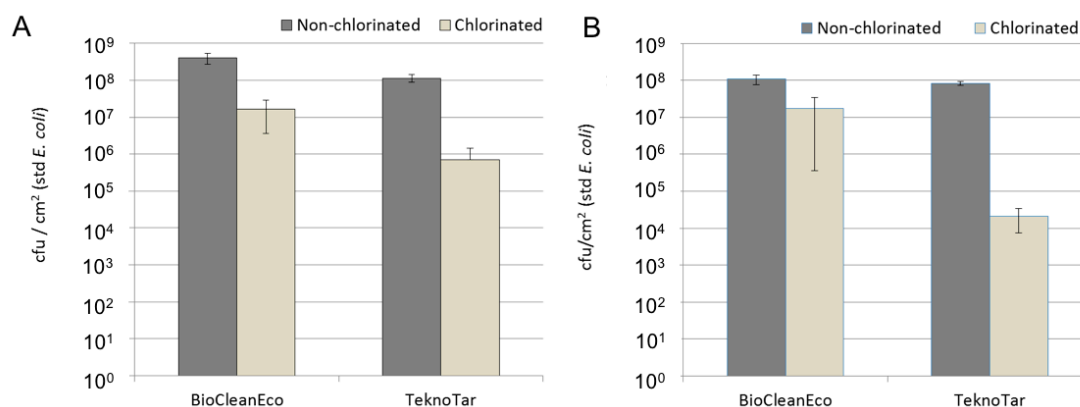 A
Non-chlorinated Chlorinated
cfu / cm² (std E. coli)
10⁹
10⁸
10⁷
10⁶
10⁵
10⁴
10³
10²
10¹
10⁰
BioCleanEco TeknoTar
B
Non-chlorinated Chlorinated
cfu/cm² (std E. coli)
10⁹
10⁸
10⁷
10⁶
10⁵
10⁴
10³
10²
10¹
10⁰
BioCleanEco TeknoTar